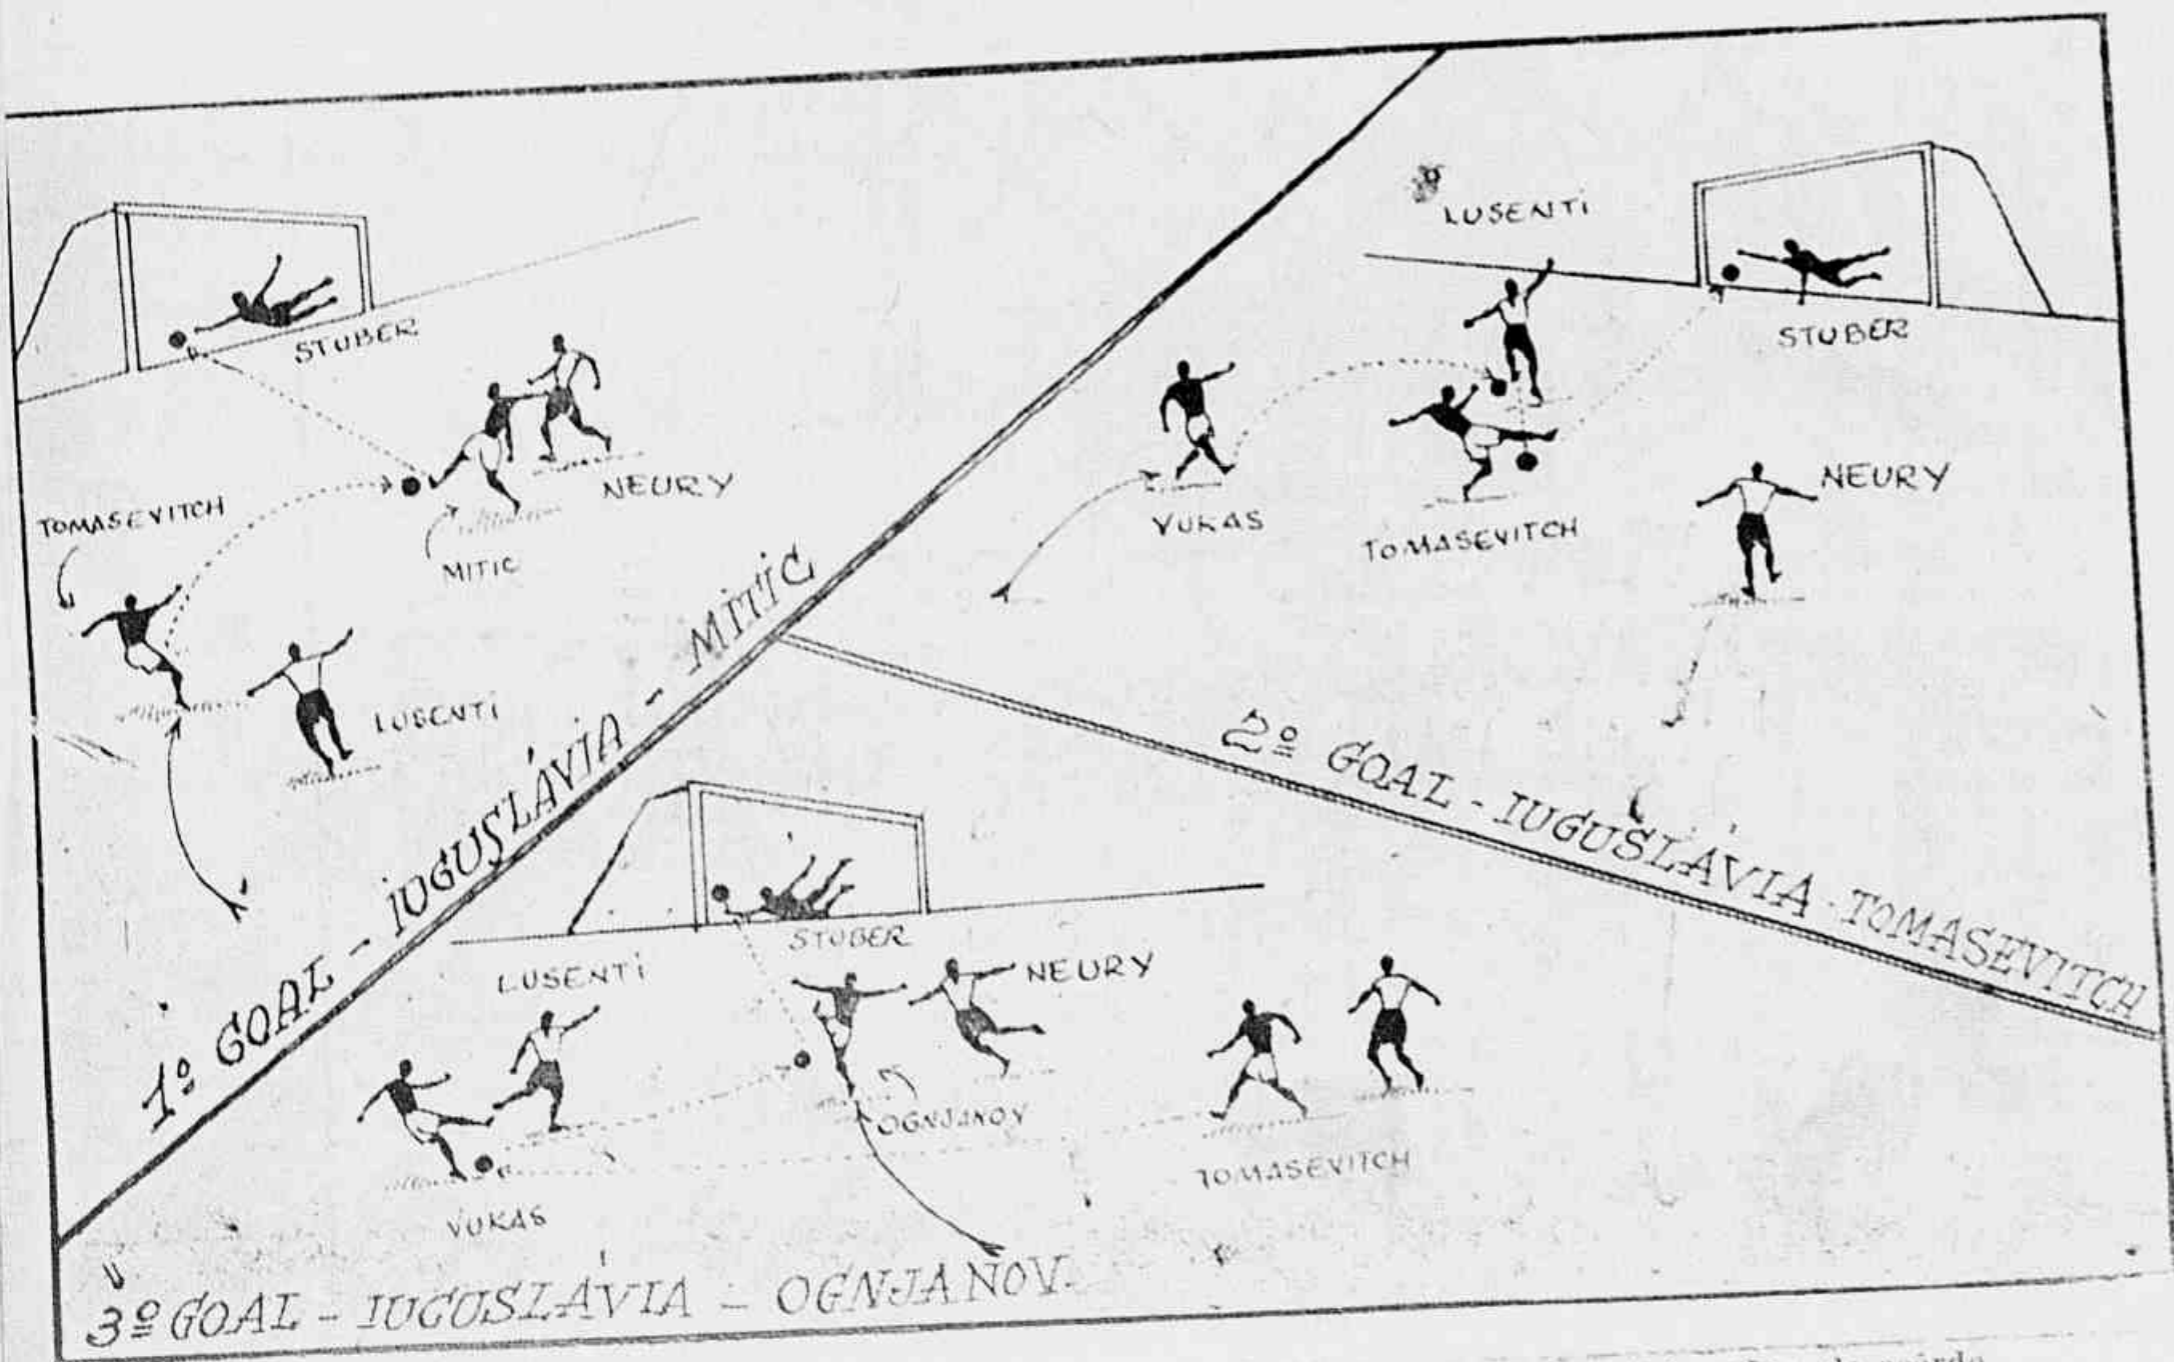 STUBER
NEURY
TOMASEVITCH
MITIC
LUSENTI
1º GOAL - IUGUSLÁVIA - MITIC
LUSENTI
STUBER
VUKAS
TOMASEVITCH
NEURY
2º GOAL - IUGUSLÁVIA - TOMASEVITCH
STUBER
LUSENTI
NEURY
OGNJANOV
TOMASEVITCH
VUKAS
3º GOAL - IUGUSLÁVIA - OGNJANOV.